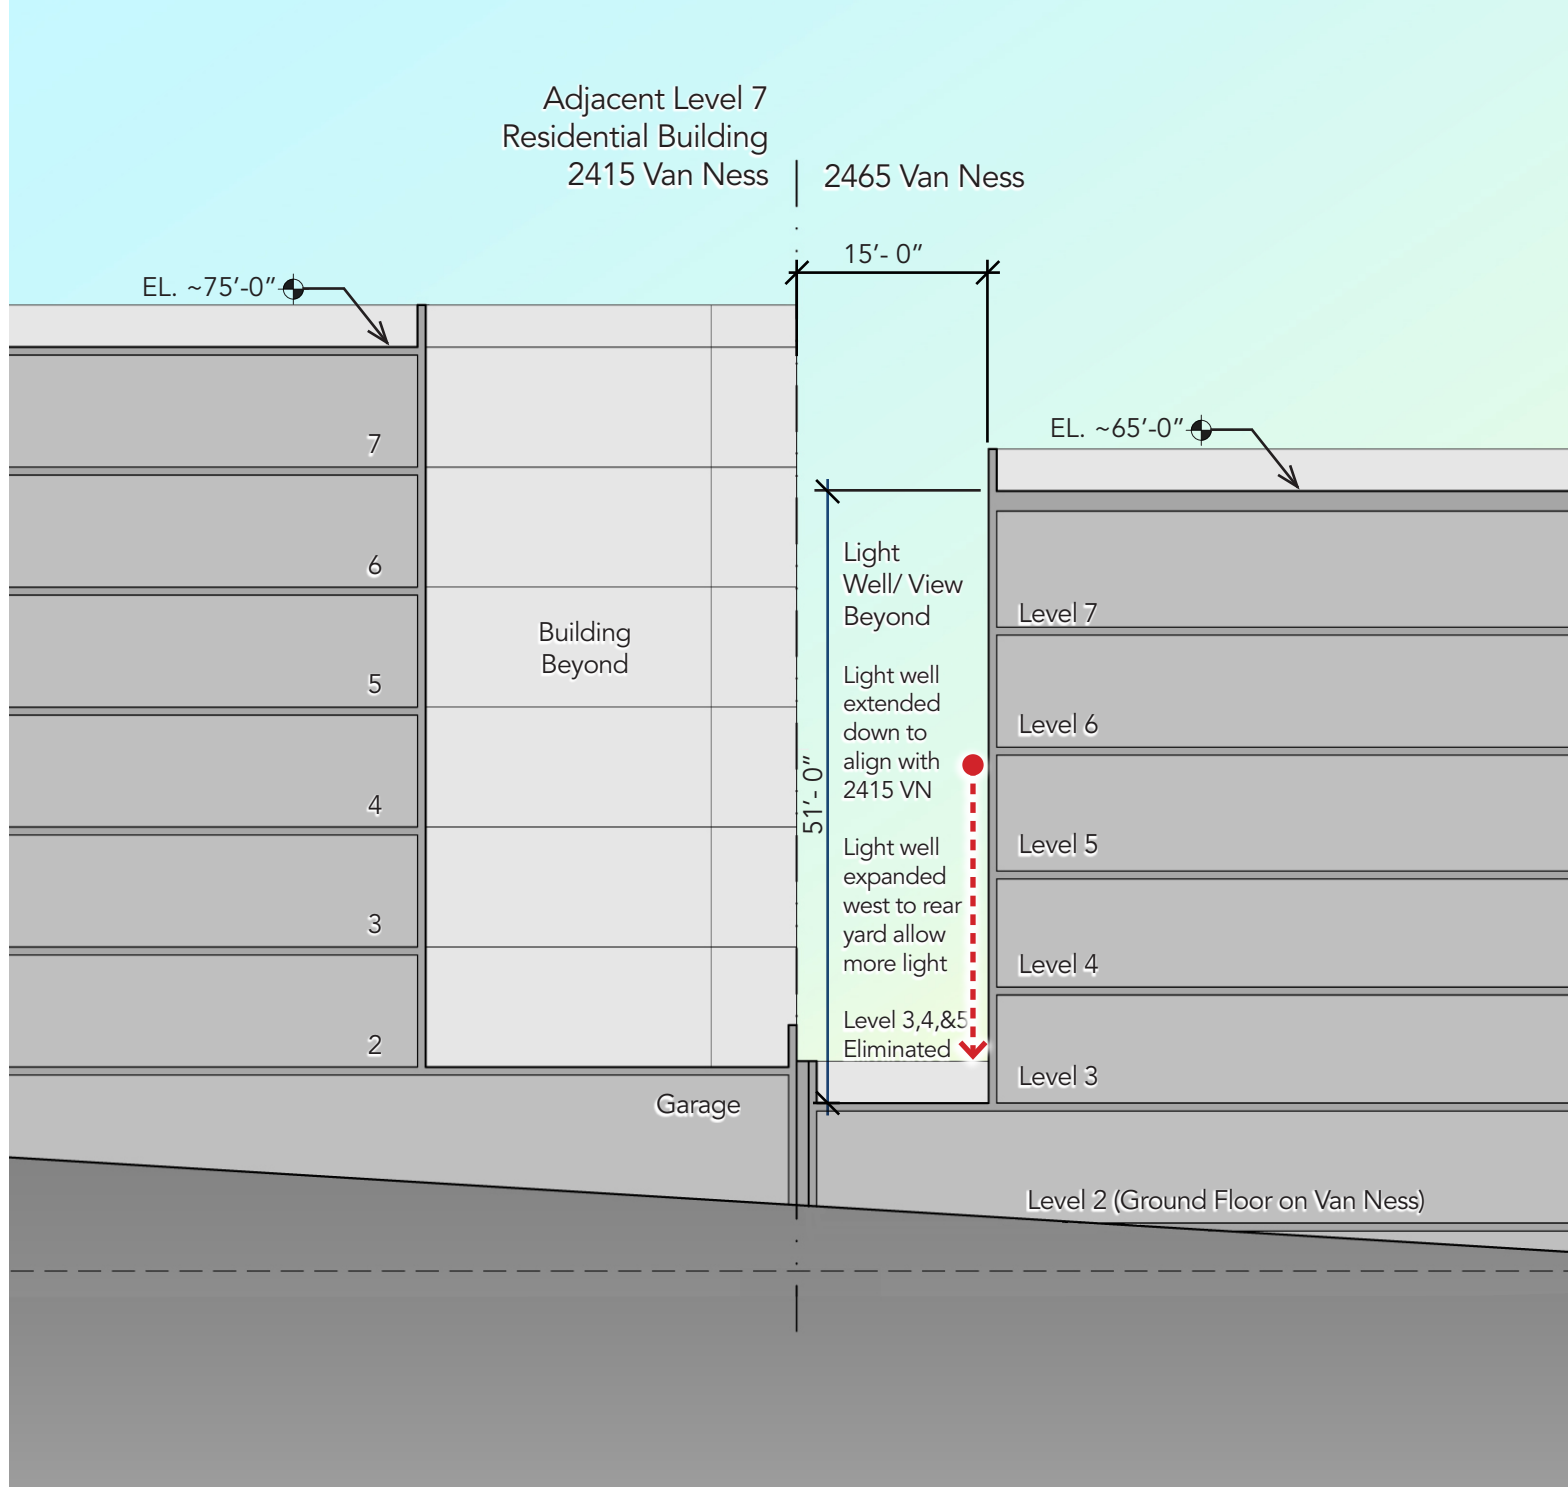 Adjacent Level 7
Residential Building
2415 Van Ness
2465 Van Ness
15’- 0”
EL. ~75’-0”
EL. ~65’-0”
7
6
5
4
3
2
Building
Beyond
Garage
51’- 0”
Light
Well/ View
Beyond
Light well
extended
down to
align with
2415 VN
Light well
expanded
west to rear
yard allow
more light
Level 3,4,&5
Eliminated
Level 7
Level 6
Level 5
Level 4
Level 3
Level 2 (Ground Floor on Van Ness)